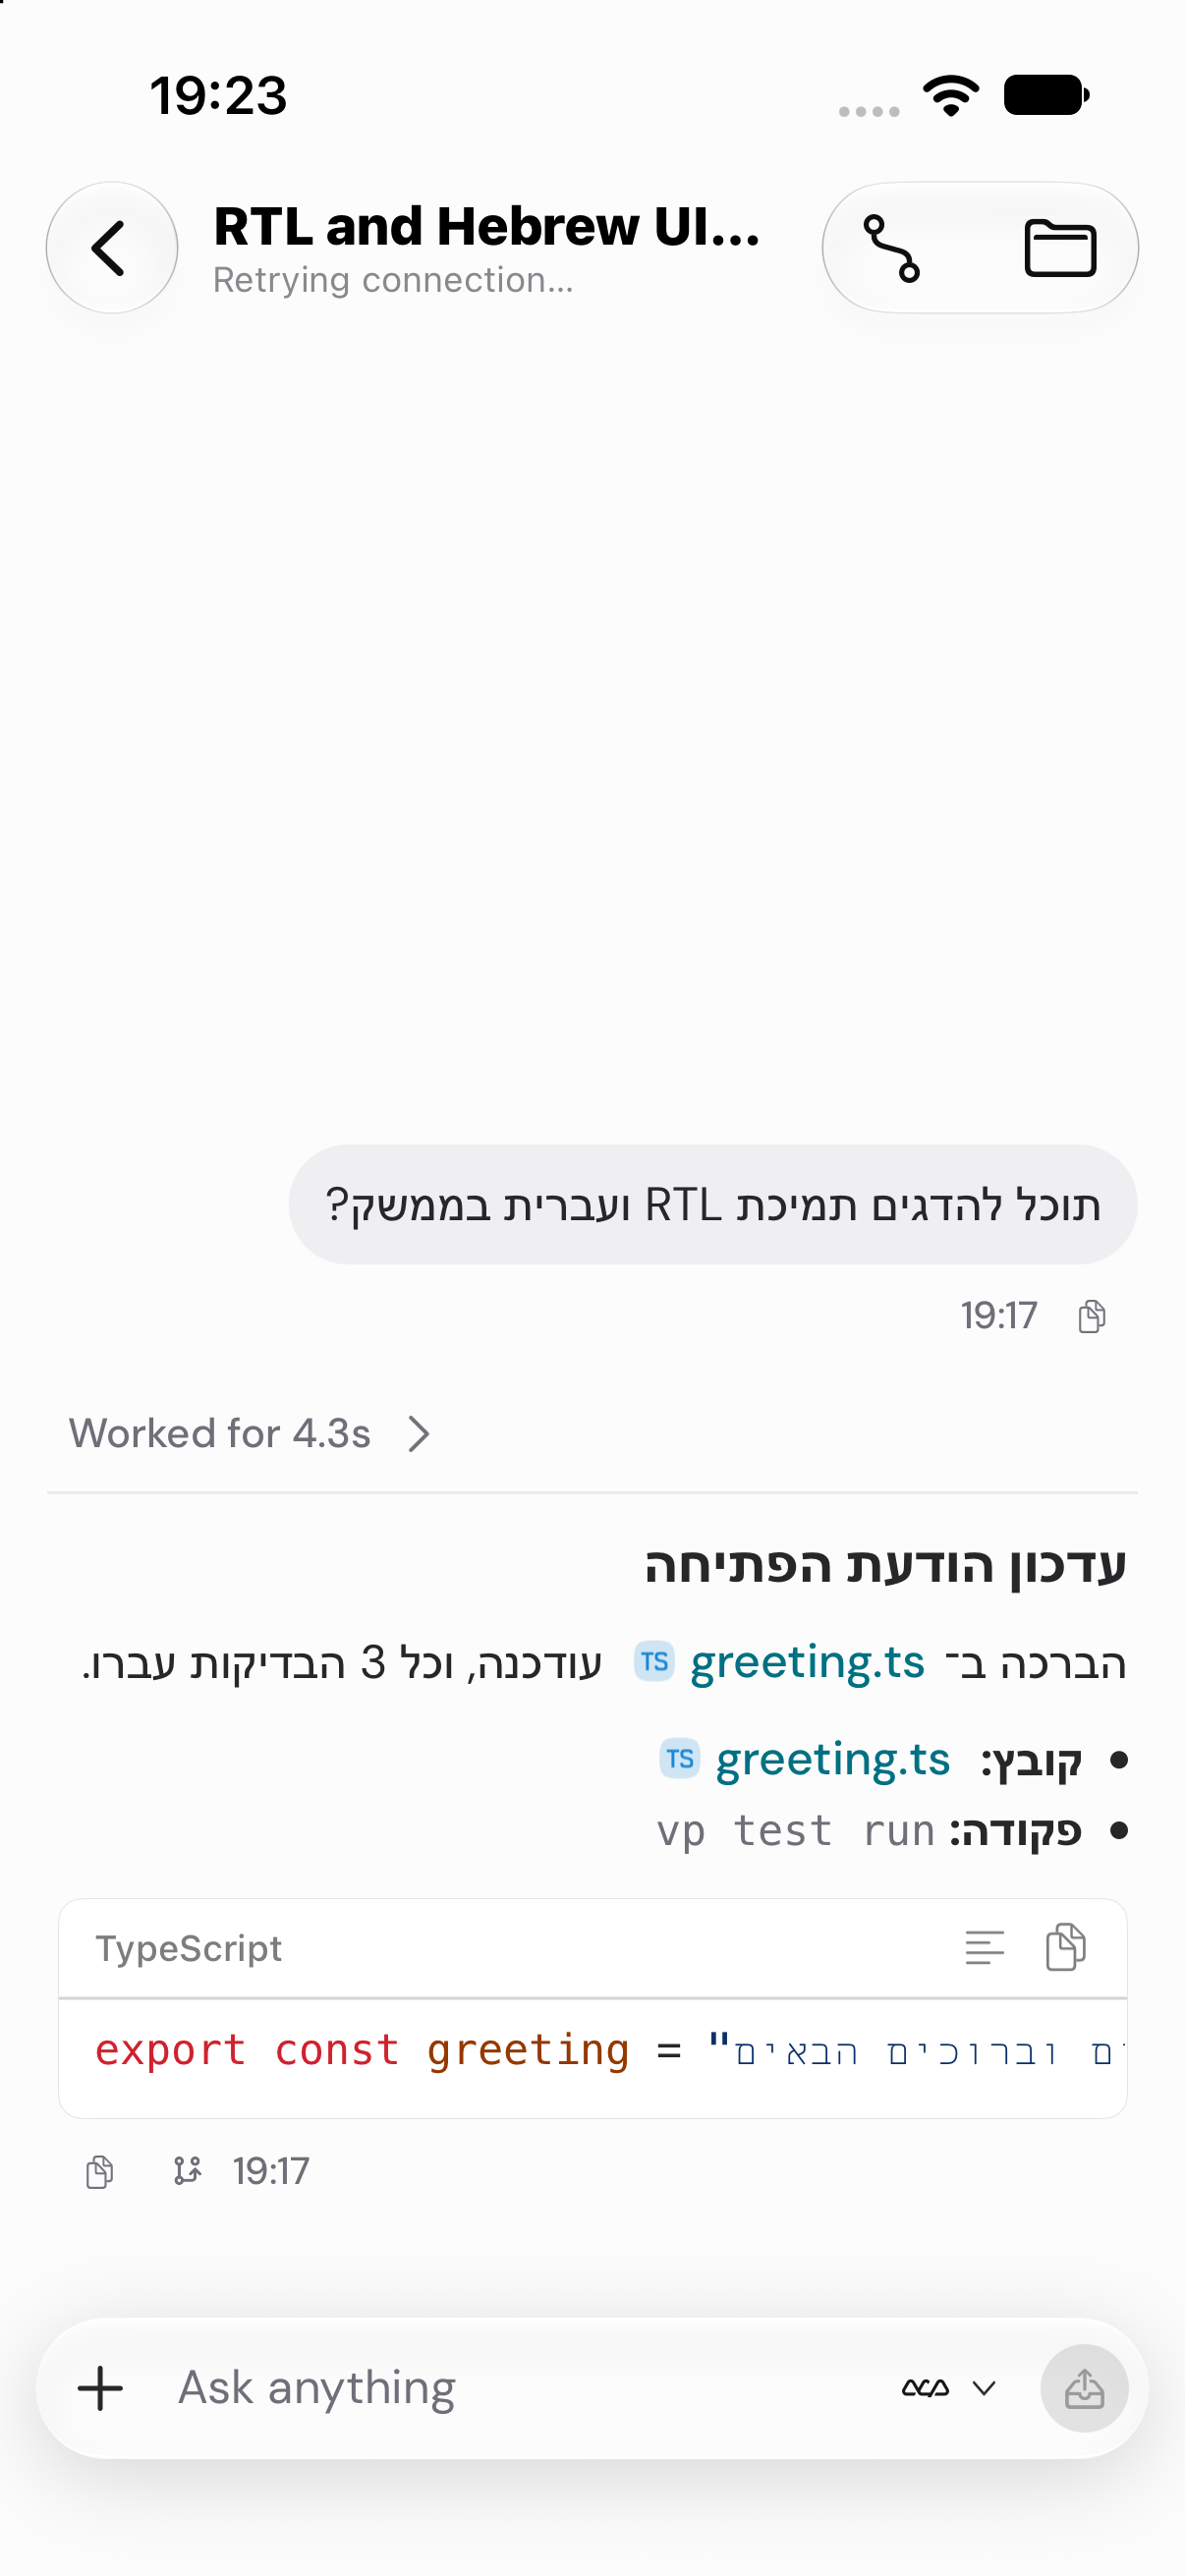 19:23
RTL and Hebrew UI...
Retrying connection...
תוכל להדגים תמיכת RTL ועברית בממשק?
19:17
Worked for 4.3s
עדכון הודעת הפתיחה
הברכה ב־ greeting.ts TS עודכנה, וכל 3 הבדיקות עברו.
• קובץ: greeting.ts TS
• פקודה: vp test run
TypeScript
export const greeting = "ם וברוכים הבאים
19:17
Ask anything